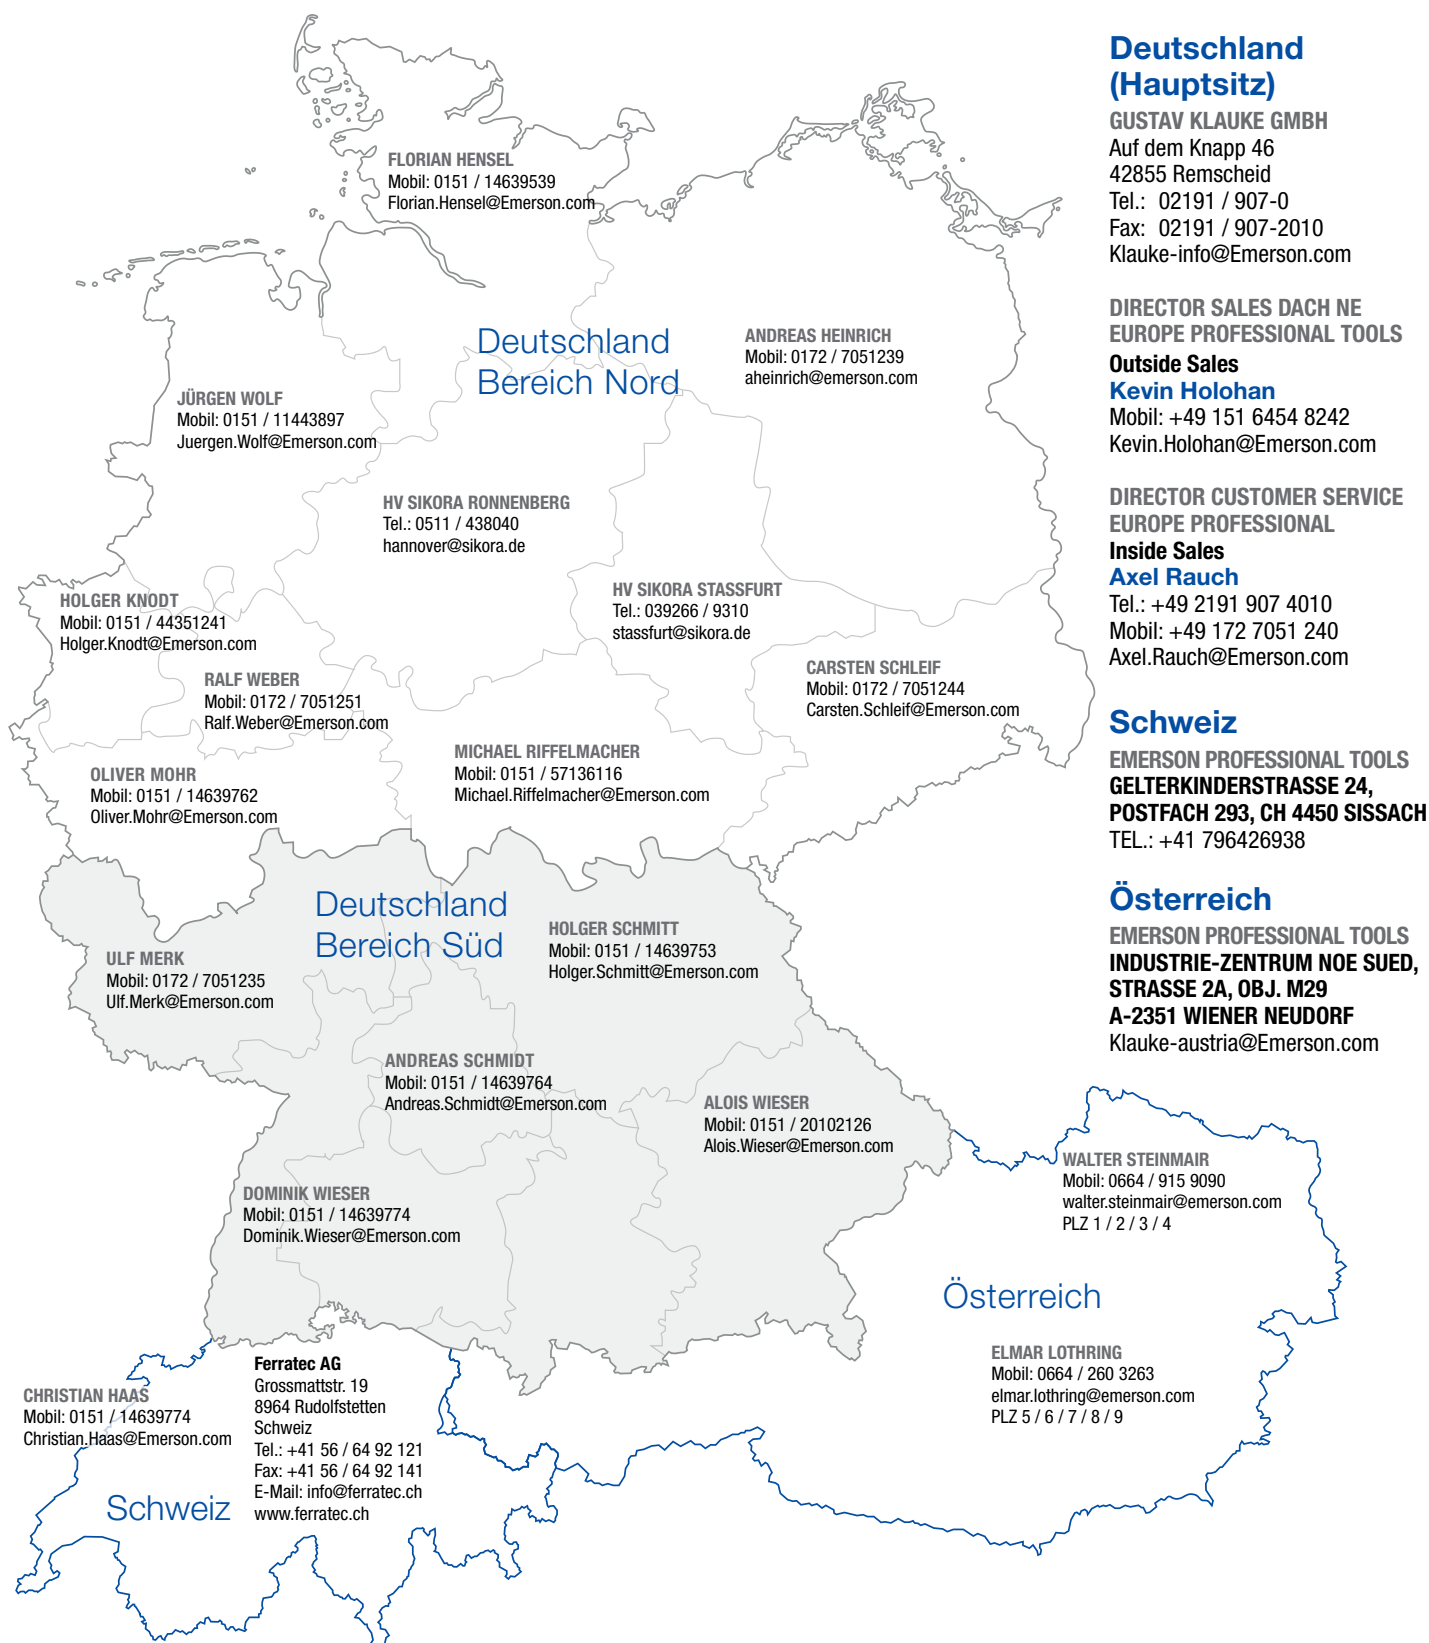 FLORIAN HENSEL
Mobil: 0151 / 14639539
Florian.Hensel@Emerson.com
Deutschland
Bereich Nord
ANDREAS HEINRICH
Mobil: 0172 / 7051239
aheinrich@emerson.com
JÜRGEN WOLF
Mobil: 0151 / 11443897
Juergen.Wolf@Emerson.com
HV SIKORA RONNENBERG
Tel.: 0511 / 438040
hannover@sikora.de
HV SIKORA STASSFURT
Tel.: 039266 / 9310
stassfurt@sikora.de
HOLGER KNODT
Mobil: 0151 / 44351241
Holger.Knodt@Emerson.com
RALF WEBER
Mobil: 0172 / 7051251
Ralf.Weber@Emerson.com
CARSTEN SCHLEIF
Mobil: 0172 / 7051244
Carsten.Schleif@Emerson.com
MICHAEL RIFFELMACHER
Mobil: 0151 / 57136116
Michael.Riffelmacher@Emerson.com
OLIVER MOHR
Mobil: 0151 / 14639762
Oliver.Mohr@Emerson.com
Deutschland
Bereich Süd
HOLGER SCHMITT
Mobil: 0151 / 14639753
Holger.Schmitt@Emerson.com
ULF MERK
Mobil: 0172 / 7051235
Ulf.Merk@Emerson.com
ANDREAS SCHMIDT
Mobil: 0151 / 14639764
Andreas.Schmidt@Emerson.com
ALOIS WIESER
Mobil: 0151 / 20102126
Alois.Wieser@Emerson.com
DOMINIK WIESER
Mobil: 0151 / 14639774
Dominik.Wieser@Emerson.com
WALTER STEINMAIR
Mobil: 0664 / 915 9090
walter.steinmair@emerson.com
PLZ 1 / 2 / 3 / 4
Österreich
ELMAR LOTHRING
Mobil: 0664 / 260 3263
elmar.lothring@emerson.com
PLZ 5 / 6 / 7 / 8 / 9
CHRISTIAN HAAS
Mobil: 0151 / 14639774
Christian.Haas@Emerson.com
Schweiz
Ferratec AG
Grossmattstr. 19
8964 Rudolfstetten
Schweiz
Tel.: +41 56 / 64 92 121
Fax: +41 56 / 64 92 141
E-Mail: info@ferratec.ch
www.ferratec.ch
Deutschland
(Hauptsitz)
GUSTAV KLAUKE GMBH
Auf dem Knapp 46
42855 Remscheid
Tel.: 02191 / 907-0
Fax: 02191 / 907-2010
Klauke-info@Emerson.com
DIRECTOR SALES DACH NE
EUROPE PROFESSIONAL TOOLS
Outside Sales
Kevin Holohan
Mobil: +49 151 6454 8242
Kevin.Holohan@Emerson.com
DIRECTOR CUSTOMER SERVICE
EUROPE PROFESSIONAL
Inside Sales
Axel Rauch
Tel.: +49 2191 907 4010
Mobil: +49 172 7051 240
Axel.Rauch@Emerson.com
Schweiz
EMERSON PROFESSIONAL TOOLS
GELTERKINDERSTRASSE 24,
POSTFACH 293, CH 4450 SISSACH
TEL.: +41 796426938
Österreich
EMERSON PROFESSIONAL TOOLS
INDUSTRIE-ZENTRUM NOE SUED,
STRASSE 2A, OBJ. M29
A-2351 WIENER NEUDORF
Klauke-austria@Emerson.com